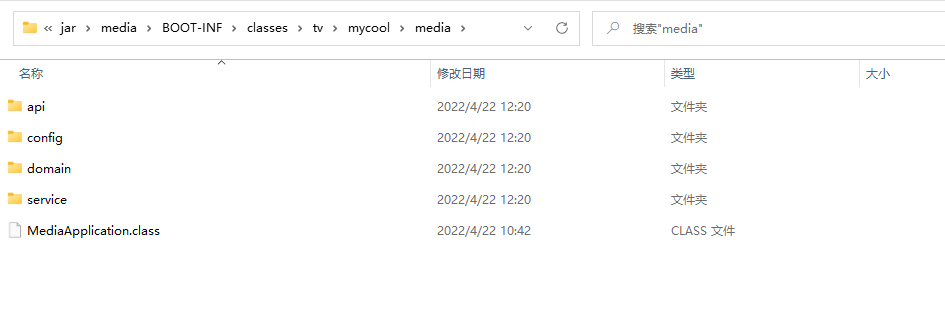 « jar › media › BOOT-INF › classes › tv › mycool › media ›
搜索"media"
名称 修改日期 类型 大小
api 2022/4/22 12:20 文件夹
config 2022/4/22 12:20 文件夹
domain 2022/4/22 12:20 文件夹
service 2022/4/22 12:20 文件夹
MediaApplication.class 2022/4/22 10:42 CLASS 文件